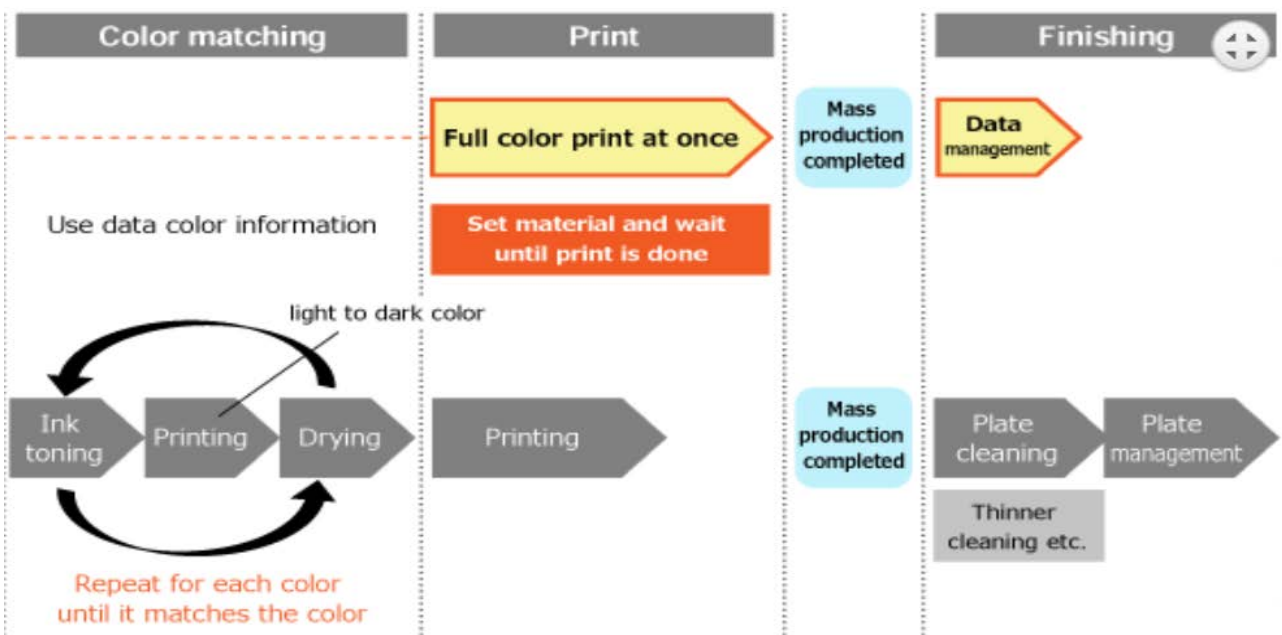 Color matching
Print
Finishing
Full color print at once
Mass
production
completed
Data
management
Use data color information
Set material and wait
until print is done
light to dark color
Ink
toning
Printing
Drying
Printing
Mass
production
completed
Plate
cleaning
Plate
management
Thinner
cleaning etc.
Repeat for each color
until it matches the color